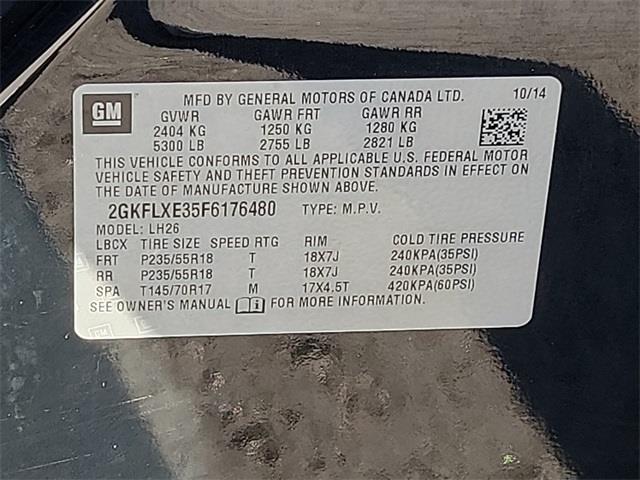 GM MFD BY GENERAL MOTORS OF CANADA LTD. 10/14
GVWR GAWR FRT GAWR RR
2404 KG 1250 KG 1280 KG
5300 LB 2755 LB 2821 LB
THIS VEHICLE CONFORMS TO ALL APPLICABLE U.S. FEDERAL MOTOR
VEHICLE SAFETY AND THEFT PREVENTION STANDARDS IN EFFECT ON
THE DATE OF MANUFACTURE SHOWN ABOVE.
2GKFLXE35F6176480 TYPE: M.P.V.
MODEL: LH26
LBCX TIRE SIZE SPEED RTG RIM COLD TIRE PRESSURE
FRT P235/55R18 T 18X7J 240KPA(35PSI)
RR P235/55R18 T 18X7J 240KPA(35PSI)
SPA T145/70R17 M 17X4.5T 420KPA(60PSI)
SEE OWNER'S MANUAL FOR MORE INFORMATION.